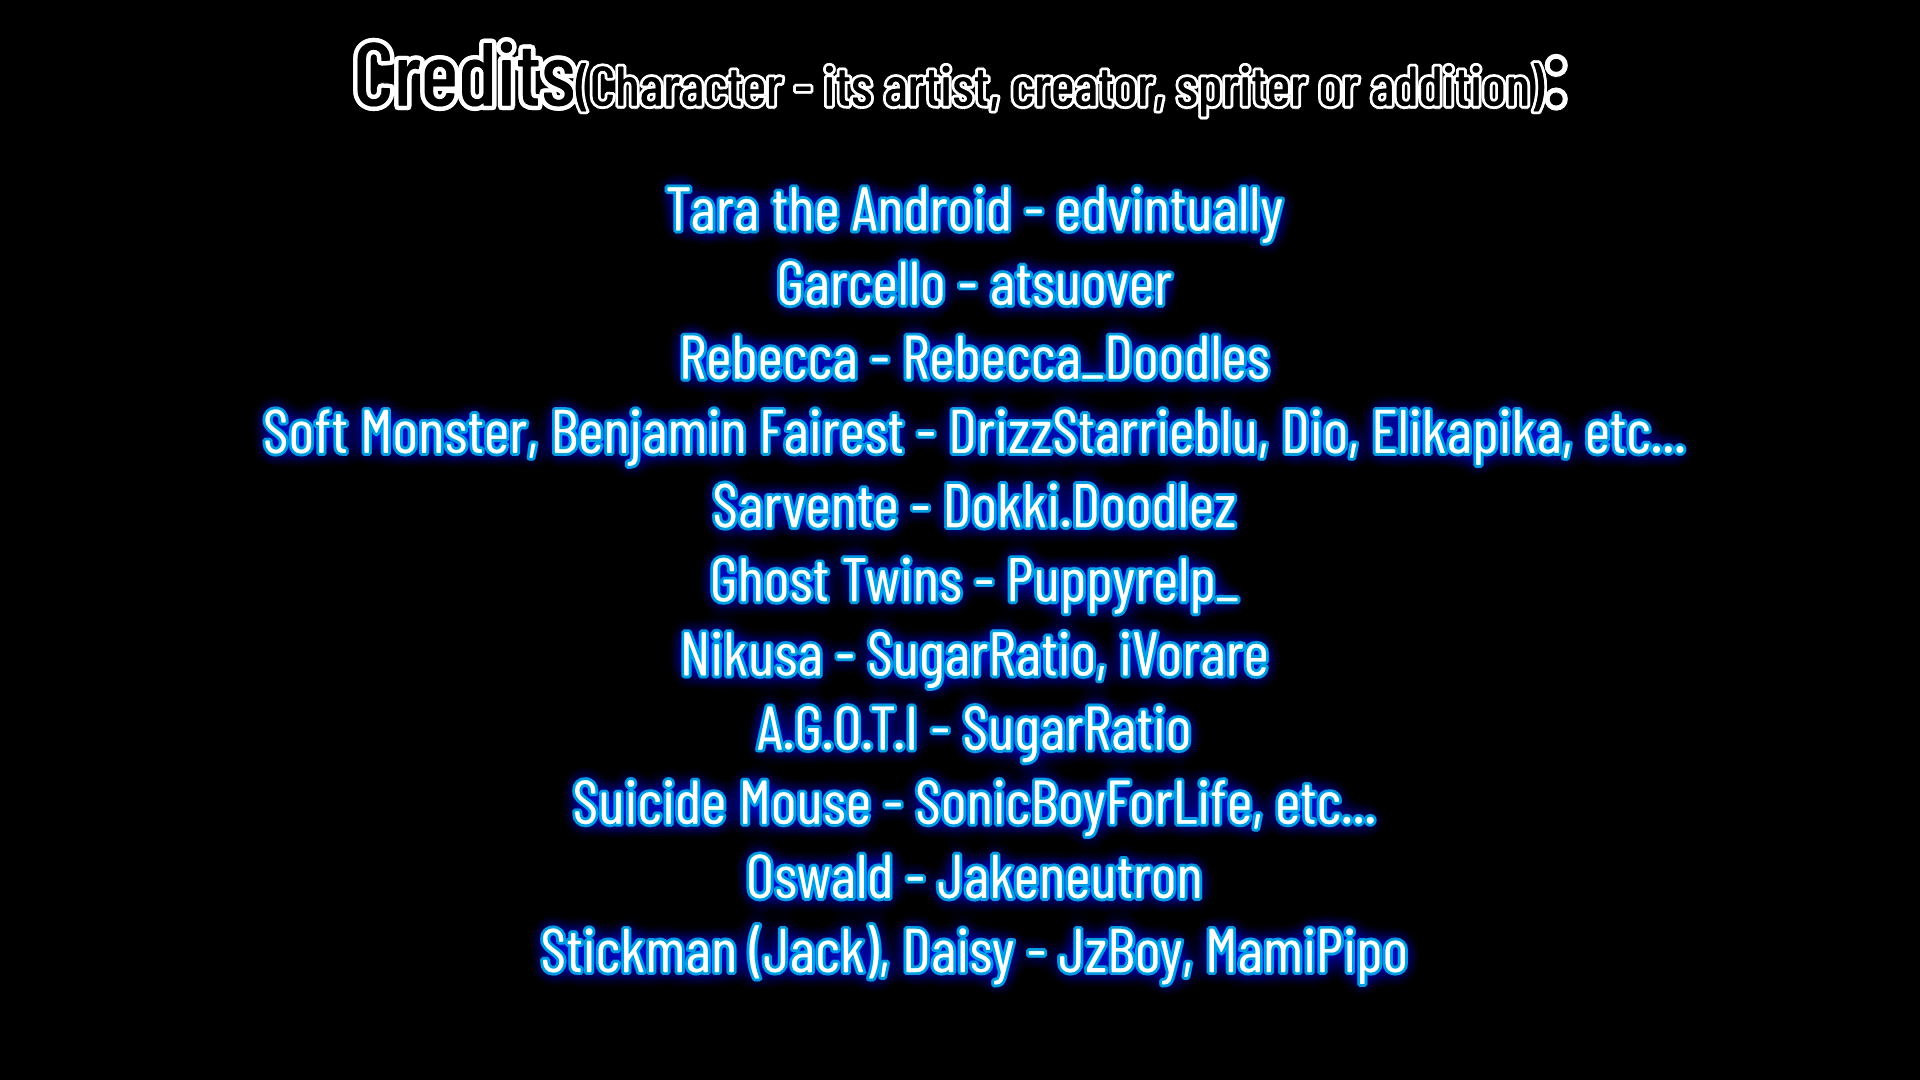 Credits(Character - its artist, creator, spriter or addition):
Tara the Android - edvintually
Garcello - atsuover
Rebecca - Rebecca_Doodles
Soft Monster, Benjamin Fairest - DrizzStarrieblu, Dio, Elikapika, etc...
Sarvente - Dokki.Doodlez
Ghost Twins - Puppyrelp_
Nikusa - SugarRatio, iVorare
A.G.O.T.I - SugarRatio
Suicide Mouse - SonicBoyForLife, etc...
Oswald - Jakeneutron
Stickman (Jack), Daisy - JzBoy, MamiPipo